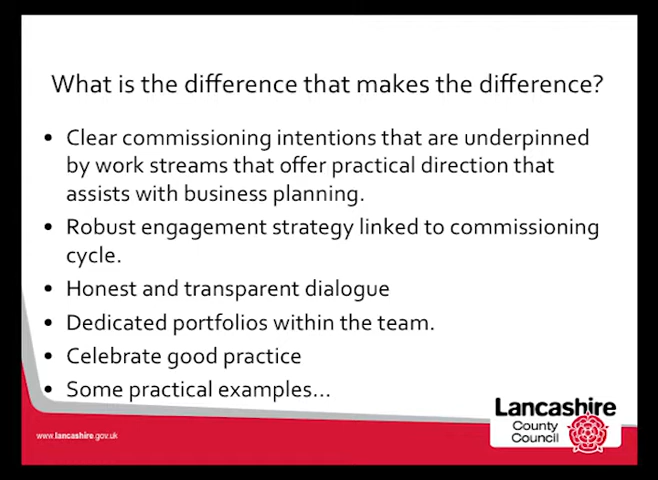 What is the difference that makes the difference?
• Clear commissioning intentions that are underpinned
by work streams that offer practical direction that
assists with business planning.
• Robust engagement strategy linked to commissioning
cycle.
• Honest and transparent dialogue
• Dedicated portfolios within the team.
• Celebrate good practice
• Some practical examples...
www.lancashire.gov.uk
Lancashire
County
Council